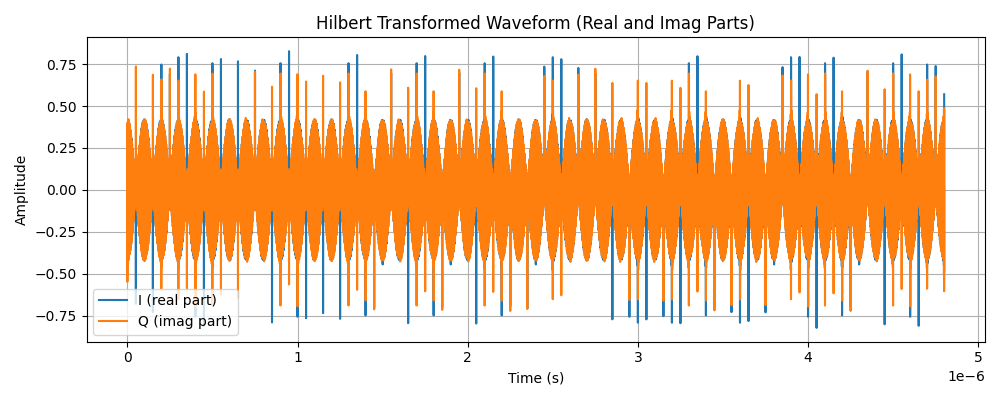 Hilbert Transformed Waveform (Real and Imag Parts)
Amplitude
0.75
0.50
0.25
0.00
−0.25
−0.50
−0.75
I (real part)
Q (imag part)
0 1 2 3 4 5
1e−6
Time (s)